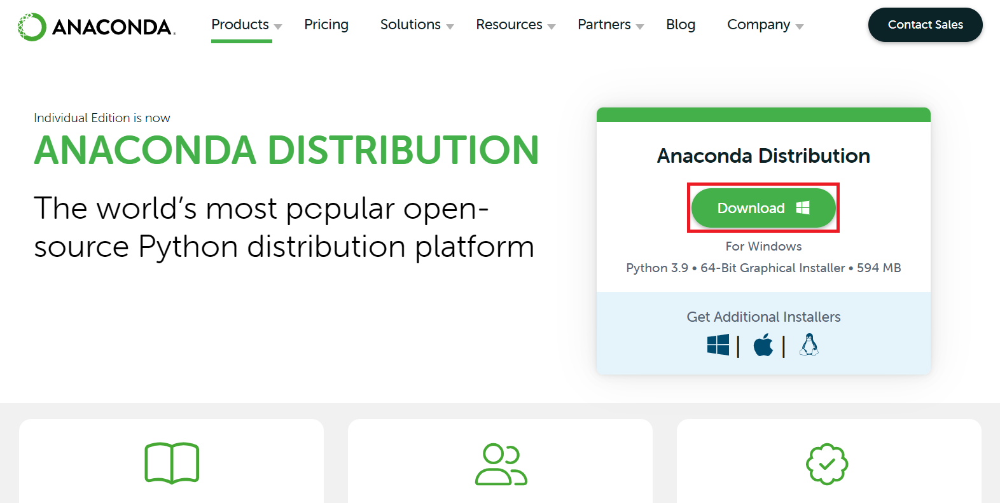 ANACONDA.
Products
Pricing
Solutions
Resources
Partners
Blog
Company
Contact Sales
Individual Edition is now
ANANCONDA DISTRIBUTION
The world's most pcpular open-
source Python distribution platform
Anaconda Distribution
Download
For Windows
Python 3.9 • 64-Bit Graphical Installer • 594 MB
Get Additional Installers